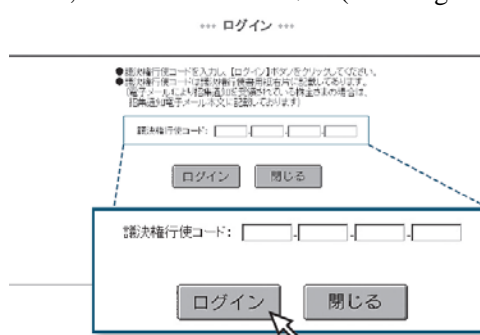 *** ログイン ***
●議決権行使コードを入力し、【ログイン】ボタンをクリックしてください。
●議決権行使コードは議決権行使書用紙右片に記載してあります。
(電子メールにより招集通知を受領されている株主さまの場合は、
招集通知電子メール本文に記載しております)
議決権行使コード: - - -
ログイン 閉じる
議決権行使コード: - - -
ログイン 閉じる